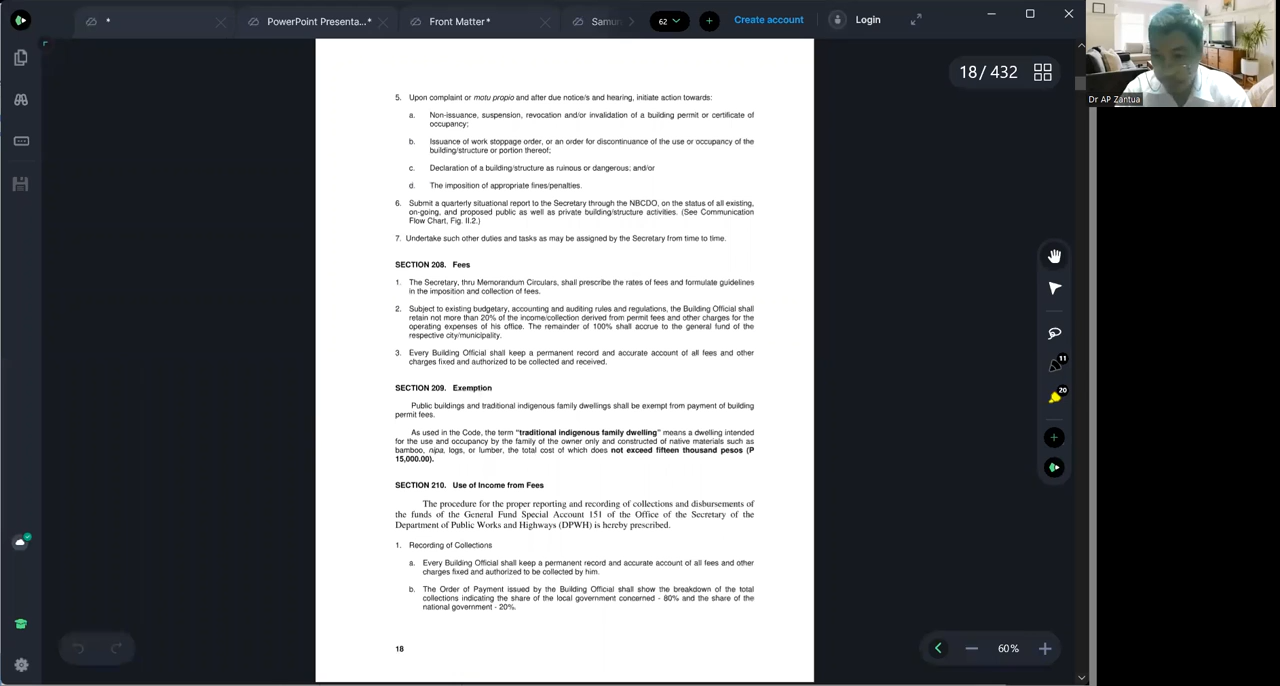 *
PowerPoint Presenta...*
Front Matter*
Samur
62
Create account
Login
18 / 432
Dr AP Zantua
5. Upon complaint or motu propio and after due notice/s and hearing, initiate action towards:
a. Non-issuance, suspension, revocation and/or invalidation of a building permit or certificate of
occupancy;
b. Issuance of work stoppage order, or an order for discontinuance of the use or occupancy of the
building/structure or portion thereof;
c. Declaration of a building/structure as ruinous or dangerous; and/or
d. The imposition of appropriate fines/penalties.
6. Submit a quarterly situational report to the Secretary through the NBCDO, on the status of all existing,
on-going, and proposed public as well as private building/structure activities. (See Communication
Flow Chart, Fig. II.2.)
7. Undertake such other duties and tasks as may be assigned by the Secretary from time to time.
SECTION 208. Fees
1. The Secretary, thru Memorandum Circulars, shall prescribe the rates of fees and formulate guidelines
in the imposition and collection of fees.
2. Subject to existing budgetary, accounting and auditing rules and regulations, the Building Official shall
retain not more than 20% of the income/collection derived from permit fees and other charges for the
operating expenses of his office. The remainder of 100% shall accrue to the general fund of the
respective city/municipality.
3. Every Building Official shall keep a permanent record and accurate account of all fees and other
charges fixed and authorized to be collected and received.
SECTION 209. Exemption
Public buildings and traditional indigenous family dwellings shall be exempt from payment of building
permit fees.
As used in the Code, the term "traditional indigenous family dwelling" means a dwelling intended
for the use and occupancy by the family of the owner only and constructed of native materials such as
bamboo, nipa, logs, or lumber, the total cost of which does not exceed fifteen thousand pesos (P
15,000.00).
SECTION 210. Use of Income from Fees
The procedure for the proper reporting and recording of collections and disbursements of
the funds of the General Fund Special Account 151 of the Office of the Secretary of the
Department of Public Works and Highways (DPWH) is hereby prescribed.
1. Recording of Collections
a. Every Building Official shall keep a permanent record and accurate account of all fees and other
charges fixed and authorized to be collected by him.
b. The Order of Payment issued by the Building Official shall show the breakdown of the total
collections indicating the share of the local government concerned - 80% and the share of the
national government - 20%.
18
11
20
60%